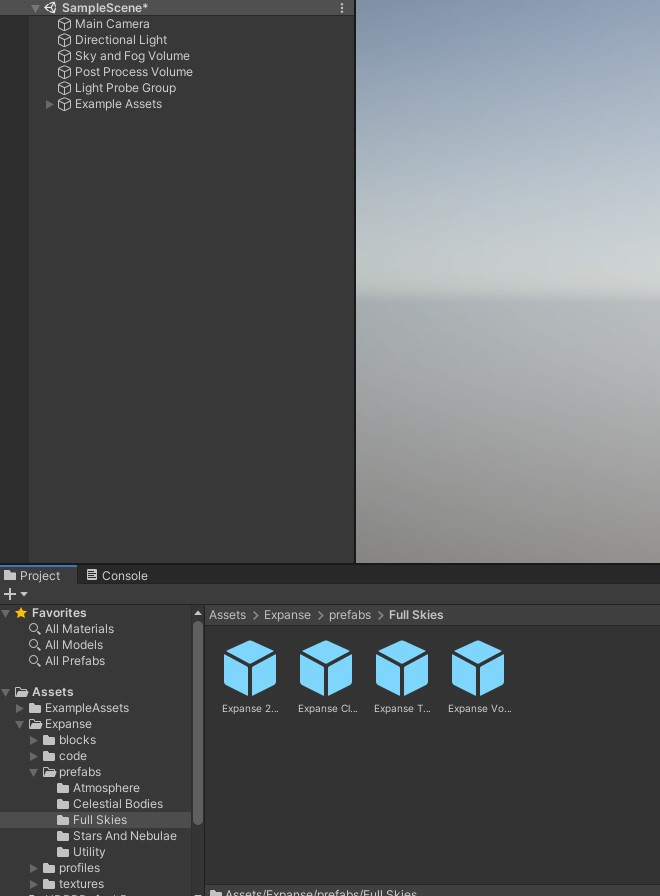 SampleScene*
Main Camera
Directional Light
Sky and Fog Volume
Post Process Volume
Light Probe Group
Example Assets
Project
Console
Favorites
All Materials
All Models
All Prefabs
Assets
ExampleAssets
Expanse
blocks
code
prefabs
Atmosphere
Celestial Bodies
Full Skies
Stars And Nebulae
Utility
profiles
textures
Assets > Expanse > prefabs > Full Skies
Expanse 2... Expanse Cl... Expanse T... Expanse Vo...
Assets/Expanse/prefabs/Full Skies